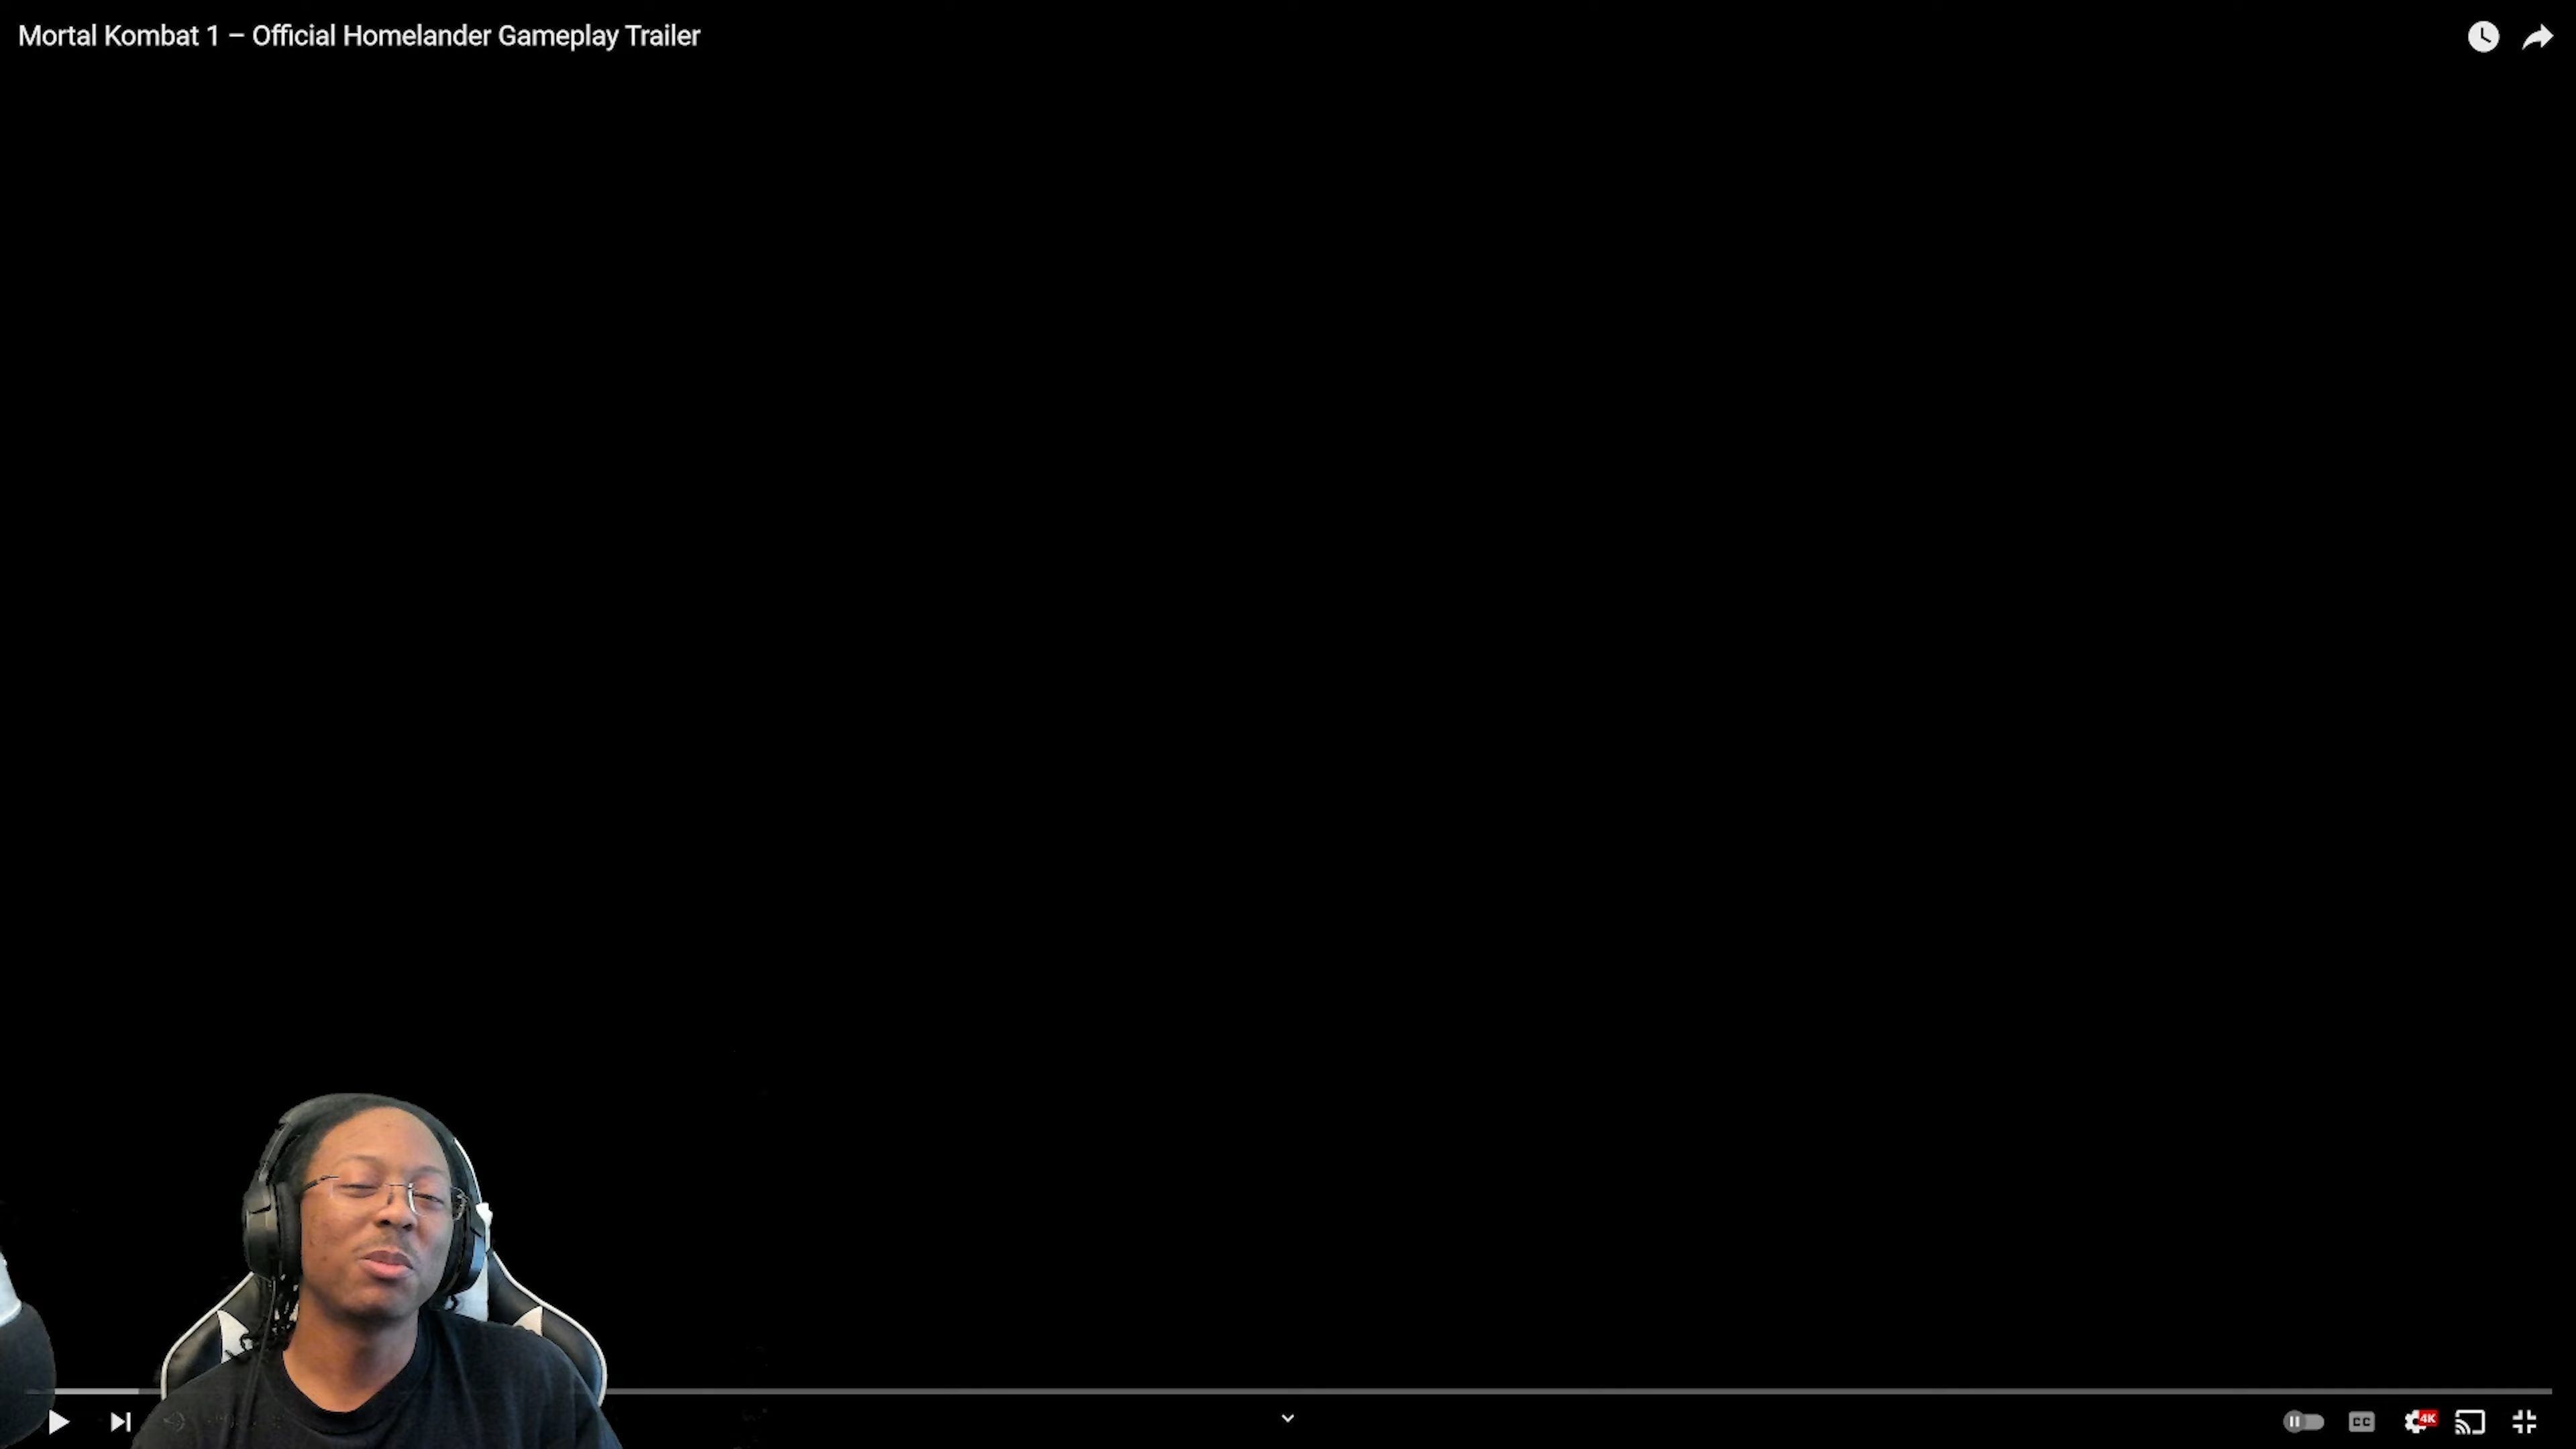 Mortal Kombat 1 – Official Homelander Gameplay Trailer
CC
4K